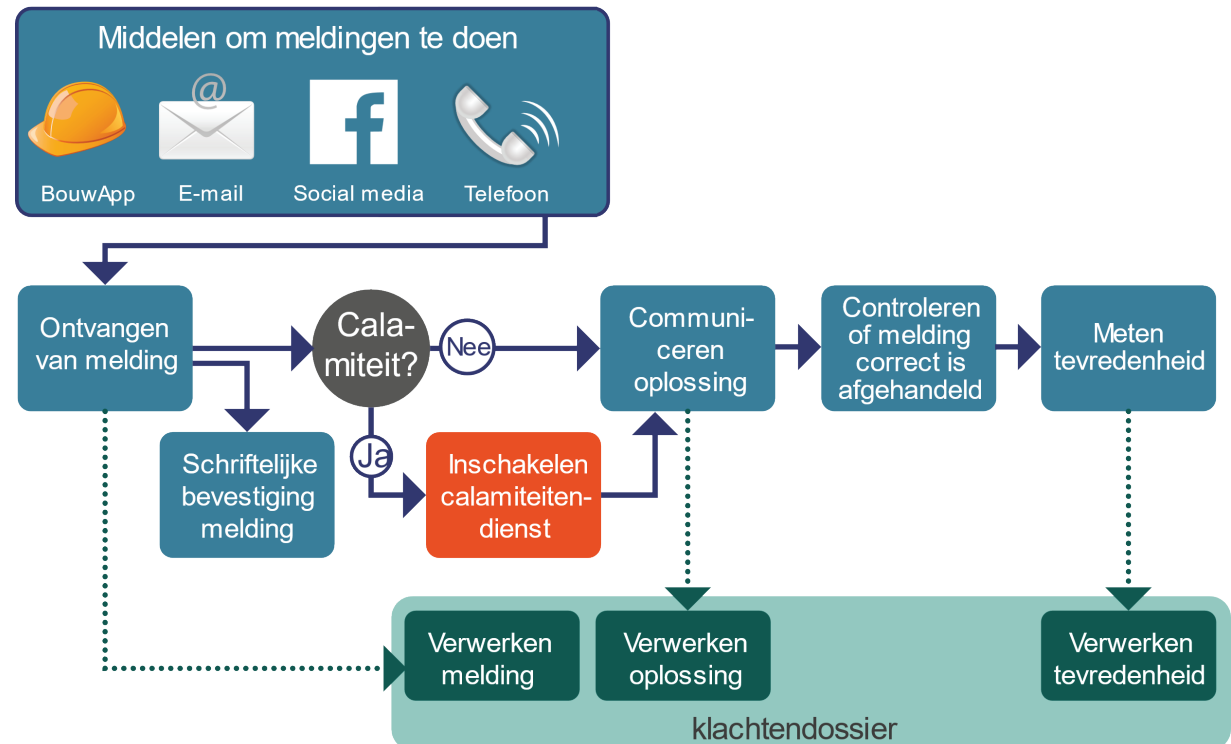 Middelen om meldingen te doen
@
BouwApp
E-mail
Social media
Telefoon
Ontvangen
van melding
Cala-
miteit?
Nee
Communi-
ceren
oplossing
Controleren
of melding
correct is
afgehandeld
Meten
tevredenheid
Schriftelijke
bevestiging
melding
Ja
Inschakelen
calamiteiten-
dienst
Verwerken
melding
Verwerken
oplossing
Verwerken
tevredenheid
klachtendossier